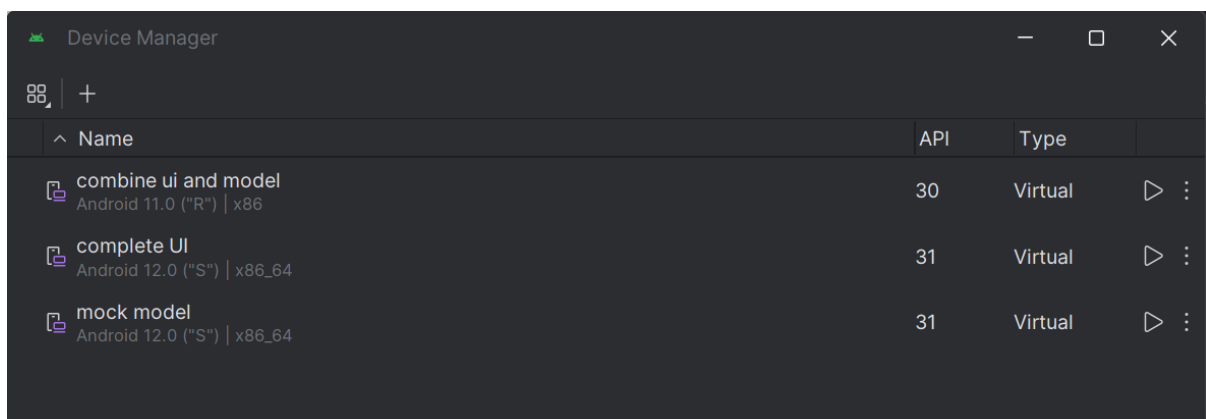 Device Manager
Name API Type
combine ui and model 30 Virtual
Android 11.0 ("R") | x86
complete UI 31 Virtual
Android 12.0 ("S") | x86_64
mock model 31 Virtual
Android 12.0 ("S") | x86_64